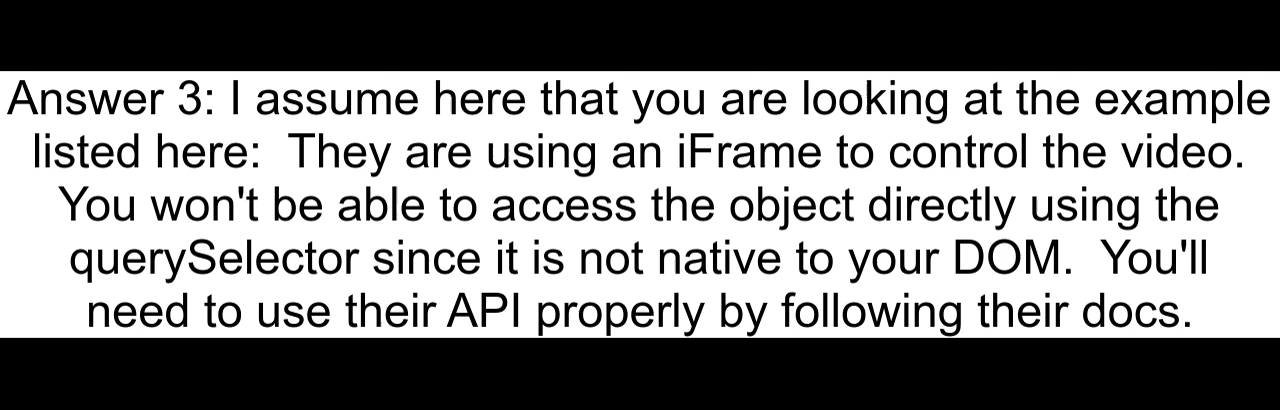 Answer 3: I assume here that you are looking at the example
listed here:  They are using an iFrame to control the video.
You won't be able to access the object directly using the
querySelector since it is not native to your DOM.  You'll
need to use their API properly by following their docs.